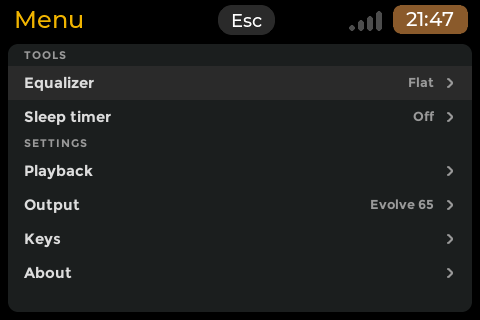 Menu Esc 21:47
TOOLS
Equalizer Flat
Sleep timer Off
SETTINGS
Playback
Output Evolve 65
Keys
About